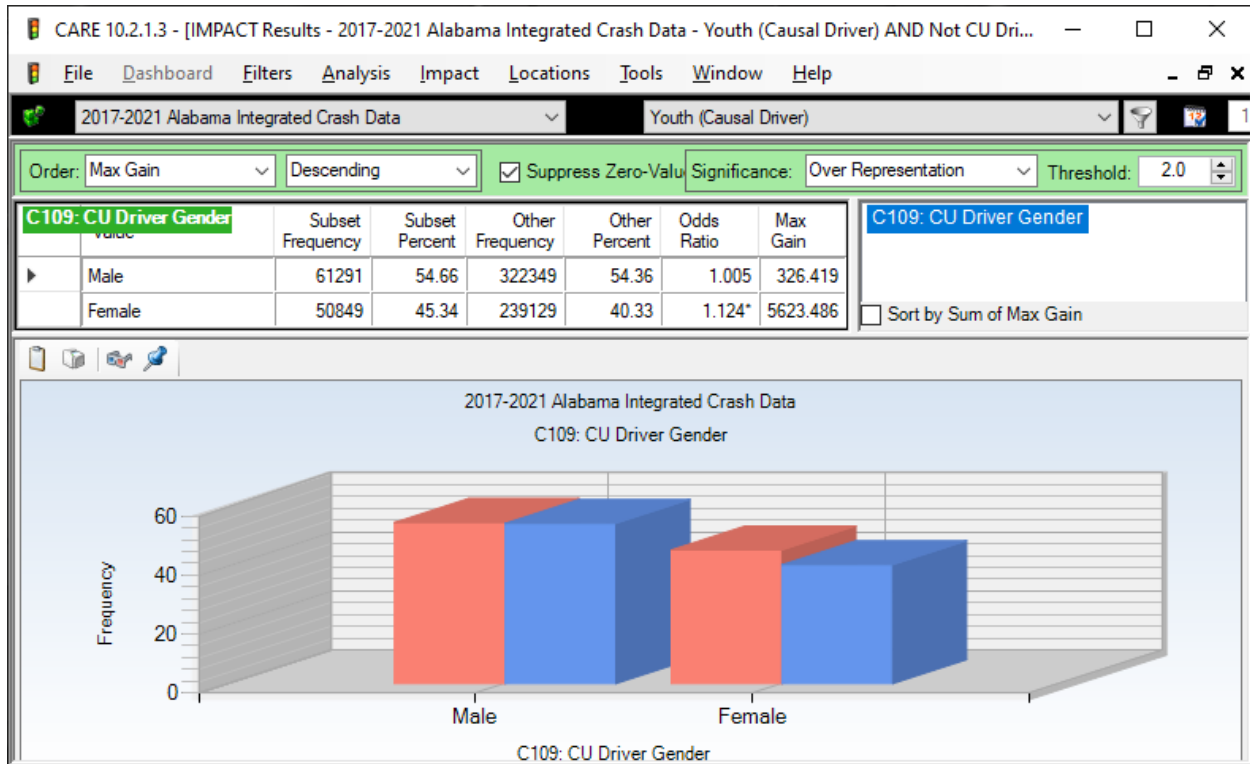 CARE 10.2.1.3 - [IMPACT Results - 2017-2021 Alabama Integrated Crash Data - Youth (Causal Driver) AND Not CU Dri...
File Dashboard Filters Analysis Impact Locations Tools Window Help
2017-2021 Alabama Integrated Crash Data Youth (Causal Driver) 1
Order: Max Gain Descending Suppress Zero-Valu Significance: Over Representation Threshold: 2.0
C109: CU Driver Gender Subset Frequency Subset Percent Other Frequency Other Percent Odds Ratio Max Gain
Male 61291 54.66 322349 54.36 1.005 326.419
Female 50849 45.34 239129 40.33 1.124* 5623.486
C109: CU Driver Gender
Sort by Sum of Max Gain
2017-2021 Alabama Integrated Crash Data
C109: CU Driver Gender
Frequency
60
40
20
0
Male Female
C109: CU Driver Gender